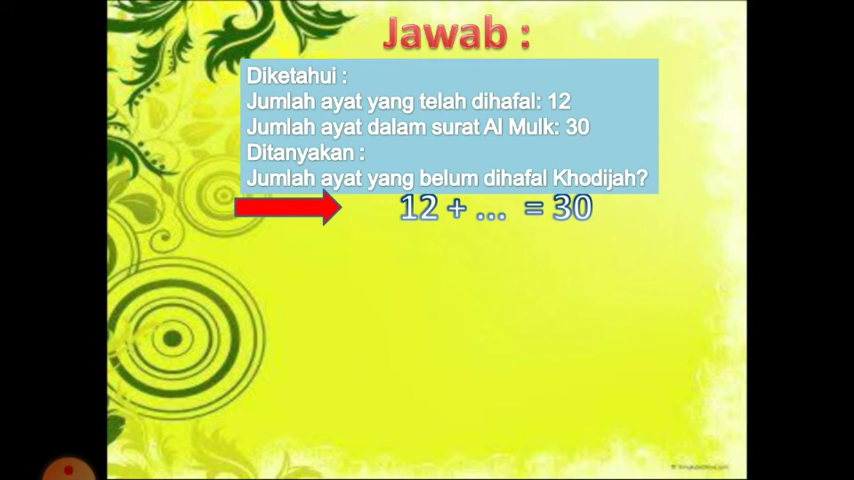 Jawab :
Diketahui :
Jumlah ayat yang telah dihafal: 12
Jumlah ayat dalam surat Al Mulk: 30
Ditanyakan :
Jumlah ayat yang belum dihafal Khodijah?
12 + ... = 30